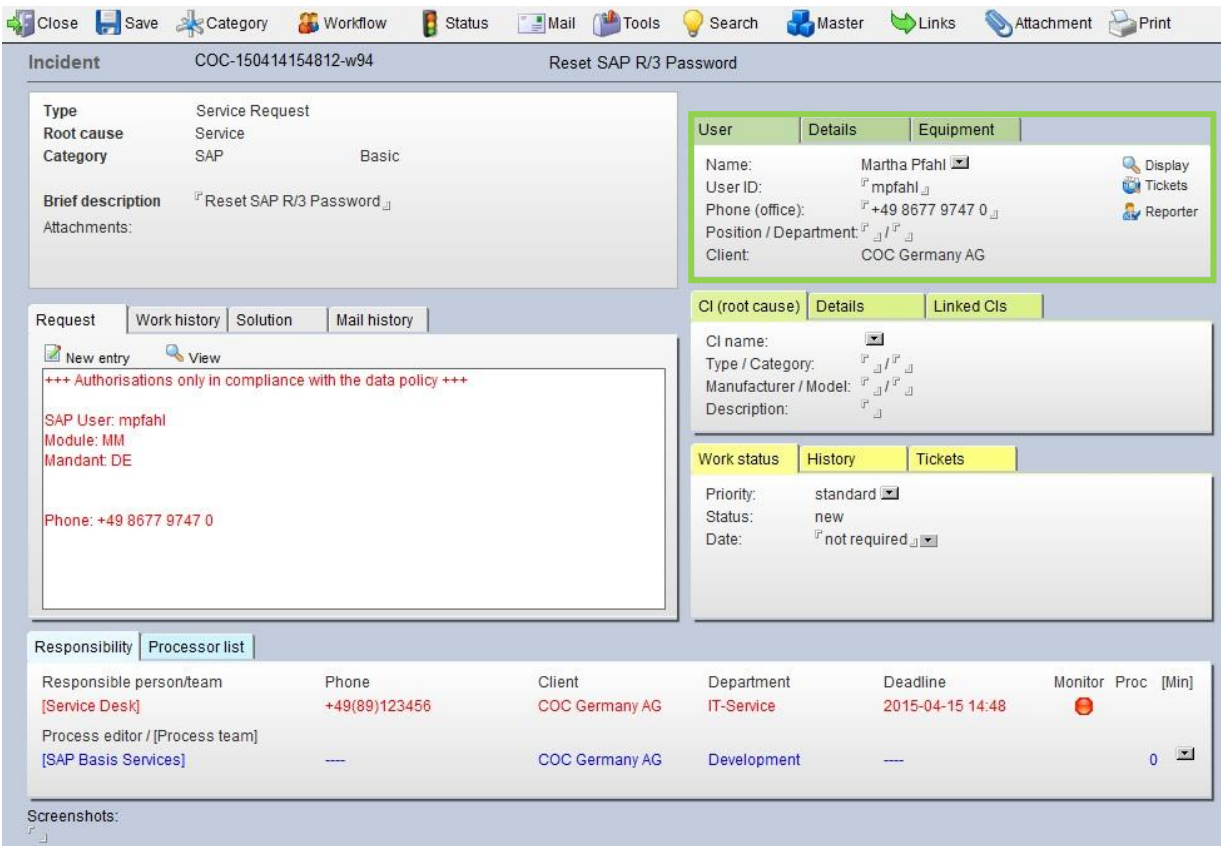 Close Save Category Workflow Status Mail Tools Search Master Links Attachment Print
Incident COC-150414154812-w94 Reset SAP R/3 Password
Type Service Request
Root cause Service
Category SAP Basic
Brief description Reset SAP R/3 Password
Attachments:
User Details Equipment
Name: Martha Pfahl Display
User ID: mpfahl Tickets
Phone (office): +49 8677 9747 0 Reporter
Position / Department: /
Client: COC Germany AG
Request Work history Solution Mail history
New entry View
+++ Authorisations only in compliance with the data policy +++
SAP User: mpfahl
Module: MM
Mandant: DE
Phone: +49 8677 9747 0
CI (root cause) Details Linked CIs
CI name:
Type / Category: /
Manufacturer / Model: /
Description:
Work status History Tickets
Priority: standard
Status: new
Date: not required
Responsibility Processor list
Responsible person/team Phone Client Department Deadline Monitor Proc [Min]
[Service Desk] +49(89)123456 COC Germany AG IT-Service 2015-04-15 14:48
Process editor / [Process team]
[SAP Basis Services] ---- COC Germany AG Development ---- 0
Screenshots: